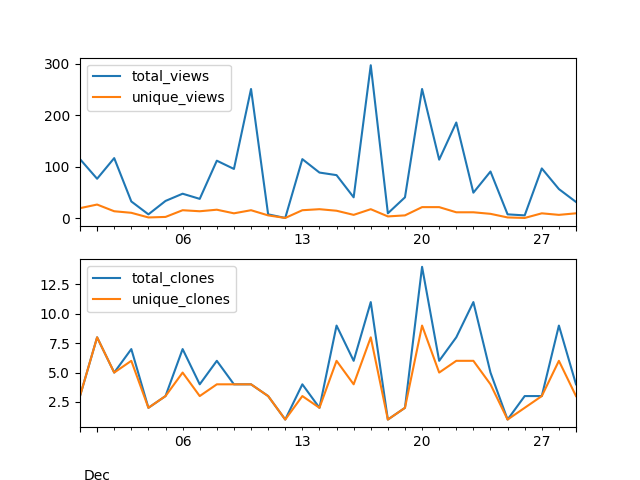 300
200
100
0
total_views
unique_views
06 13 20 27
12.5
10.0
7.5
5.0
2.5
total_clones
unique_clones
06 13 20 27
Dec